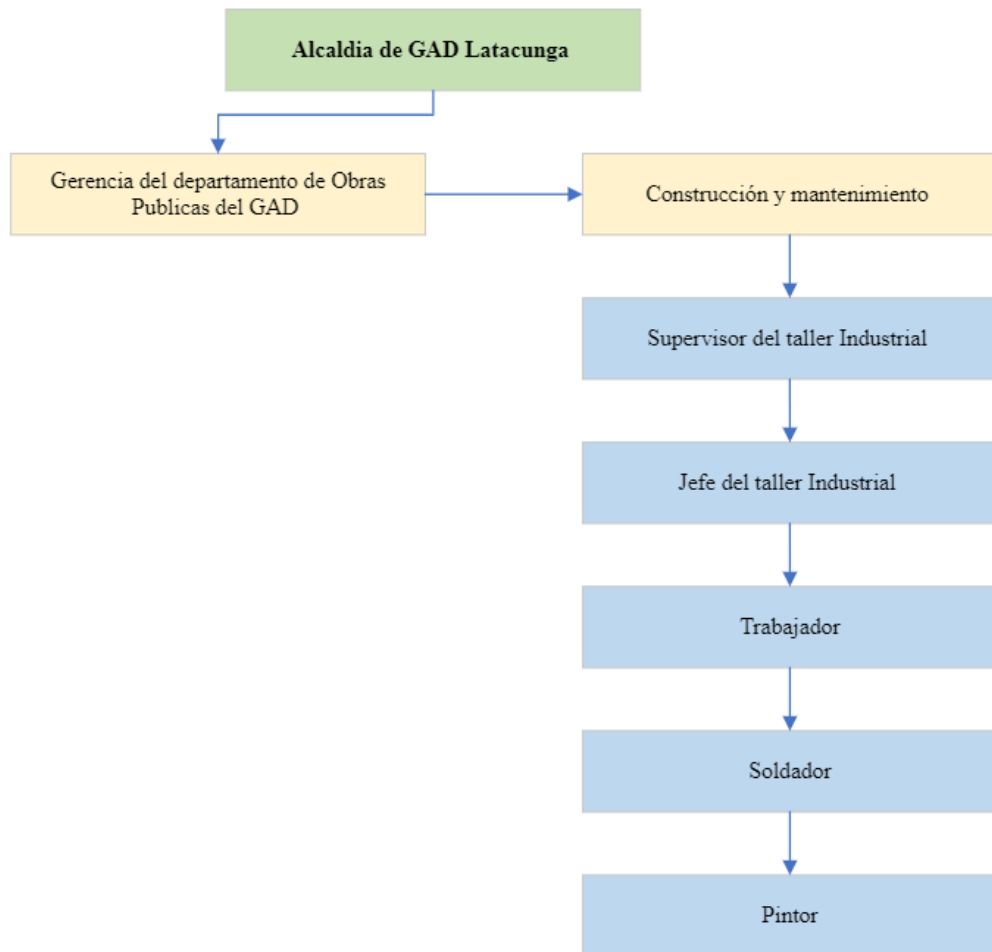 Alcaldia de GAD Latacunga
Gerencia del departamento de Obras
Publicas del GAD
Construcción y mantenimiento
Supervisor del taller Industrial
Jefe del taller Industrial
Trabajador
Soldador
Pintor